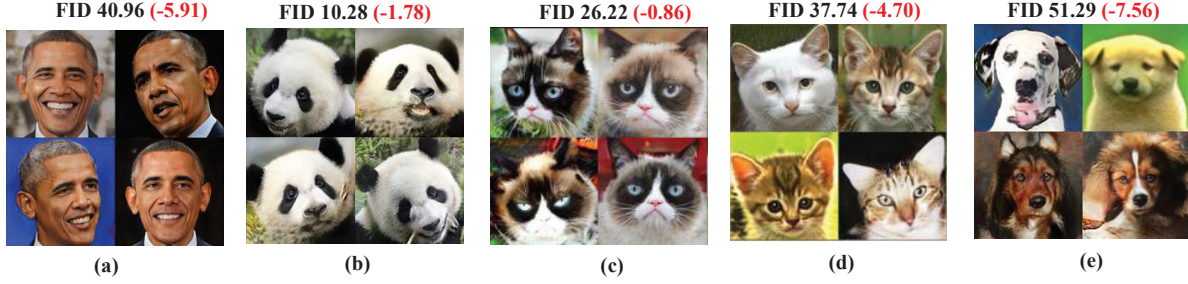 FID 40.96 (-5.91) FID 10.28 (-1.78) FID 26.22 (-0.86) FID 37.74 (-4.70) FID 51.29 (-7.56)
(a) (b) (c) (d) (e)